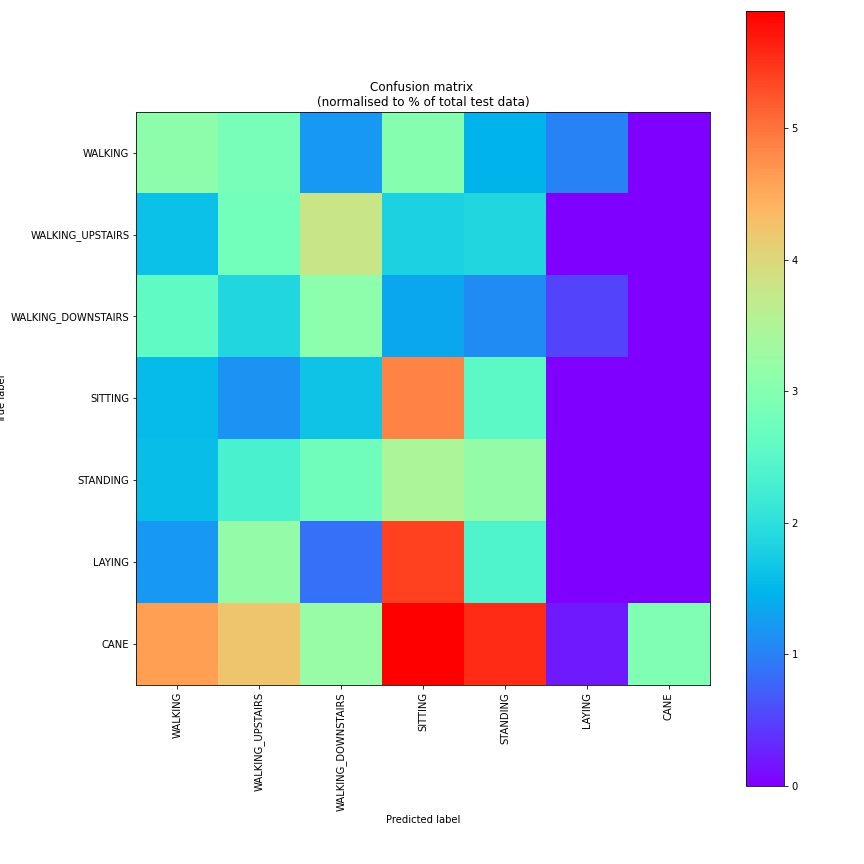 Confusion matrix
(normalised to % of total test data)
WALKING
WALKING_UPSTAIRS
WALKING_DOWNSTAIRS
SITTING
STANDING
LAYING
CANE
WALKING
WALKING_UPSTAIRS
WALKING_DOWNSTAIRS
SITTING
STANDING
LAYING
CANE
Predicted label
5
4
3
2
1
0